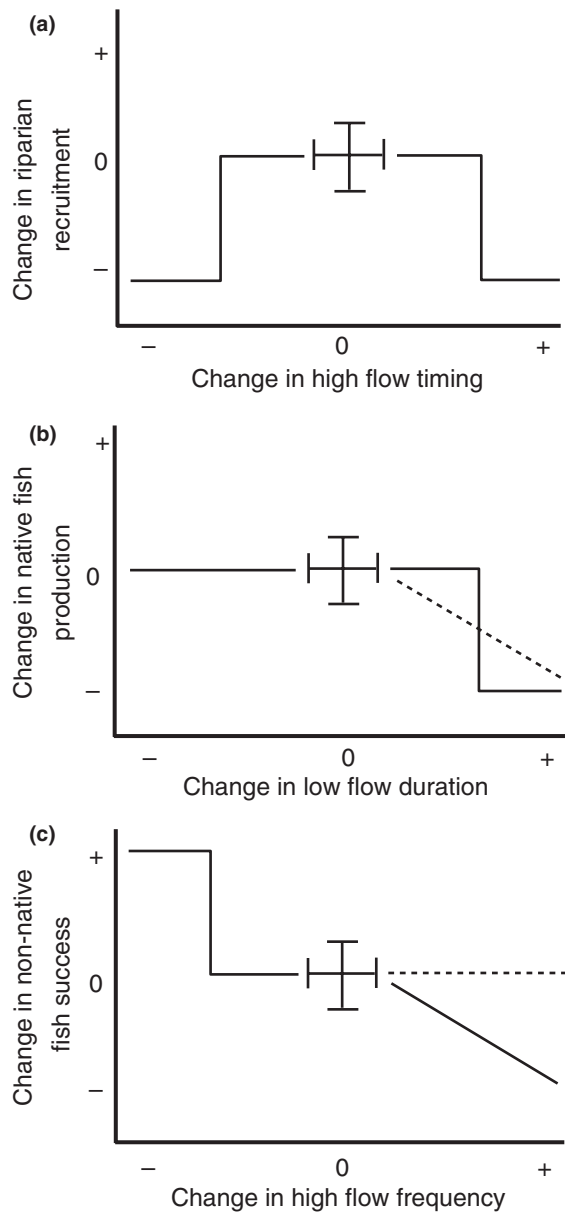 (a)
Change in riparian
recruitment
+
0
–
– 0 +
Change in high flow timing
(b)
Change in native fish
production
+
0
–
– 0 +
Change in low flow duration
(c)
Change in non-native
fish success
+
0
–
– 0 +
Change in high flow frequency